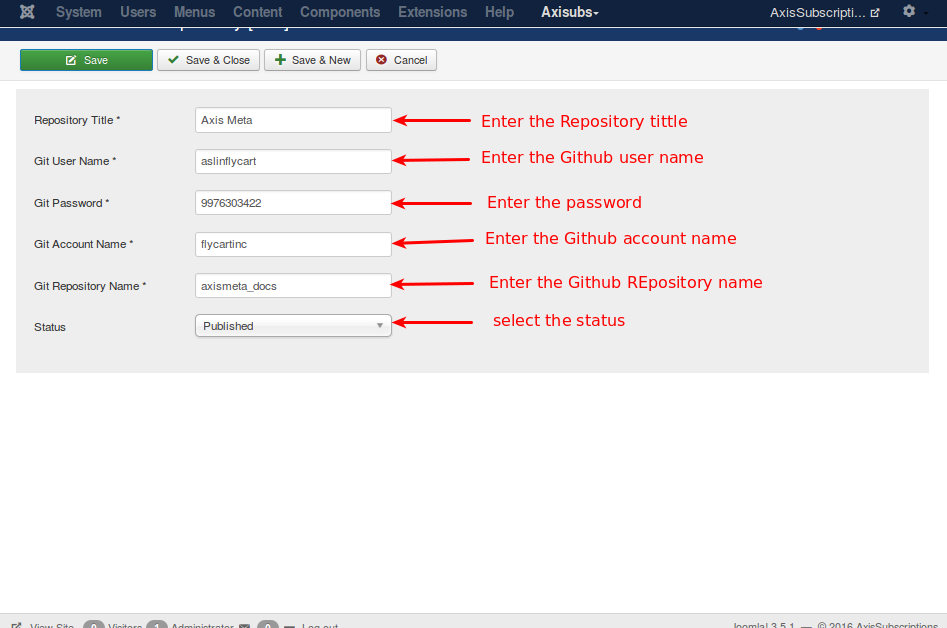 System Users Menus Content Components Extensions Help Axisubs AxisSubscripti...
Save Save & Close Save & New Cancel
Repository Title * Axis Meta Enter the Repository tittle
Git User Name * aslinflycart Enter the Github user name
Git Password * 9976303422 Enter the password
Git Account Name * flycartinc Enter the Github account name
Git Repository Name * axismeta_docs Enter the Github REpository name
Status Published select the status
View Site 0 Visitors 1 Administrator 0 Log out Joomla! 3.5.1 — © 2016 AxisSubscriptions